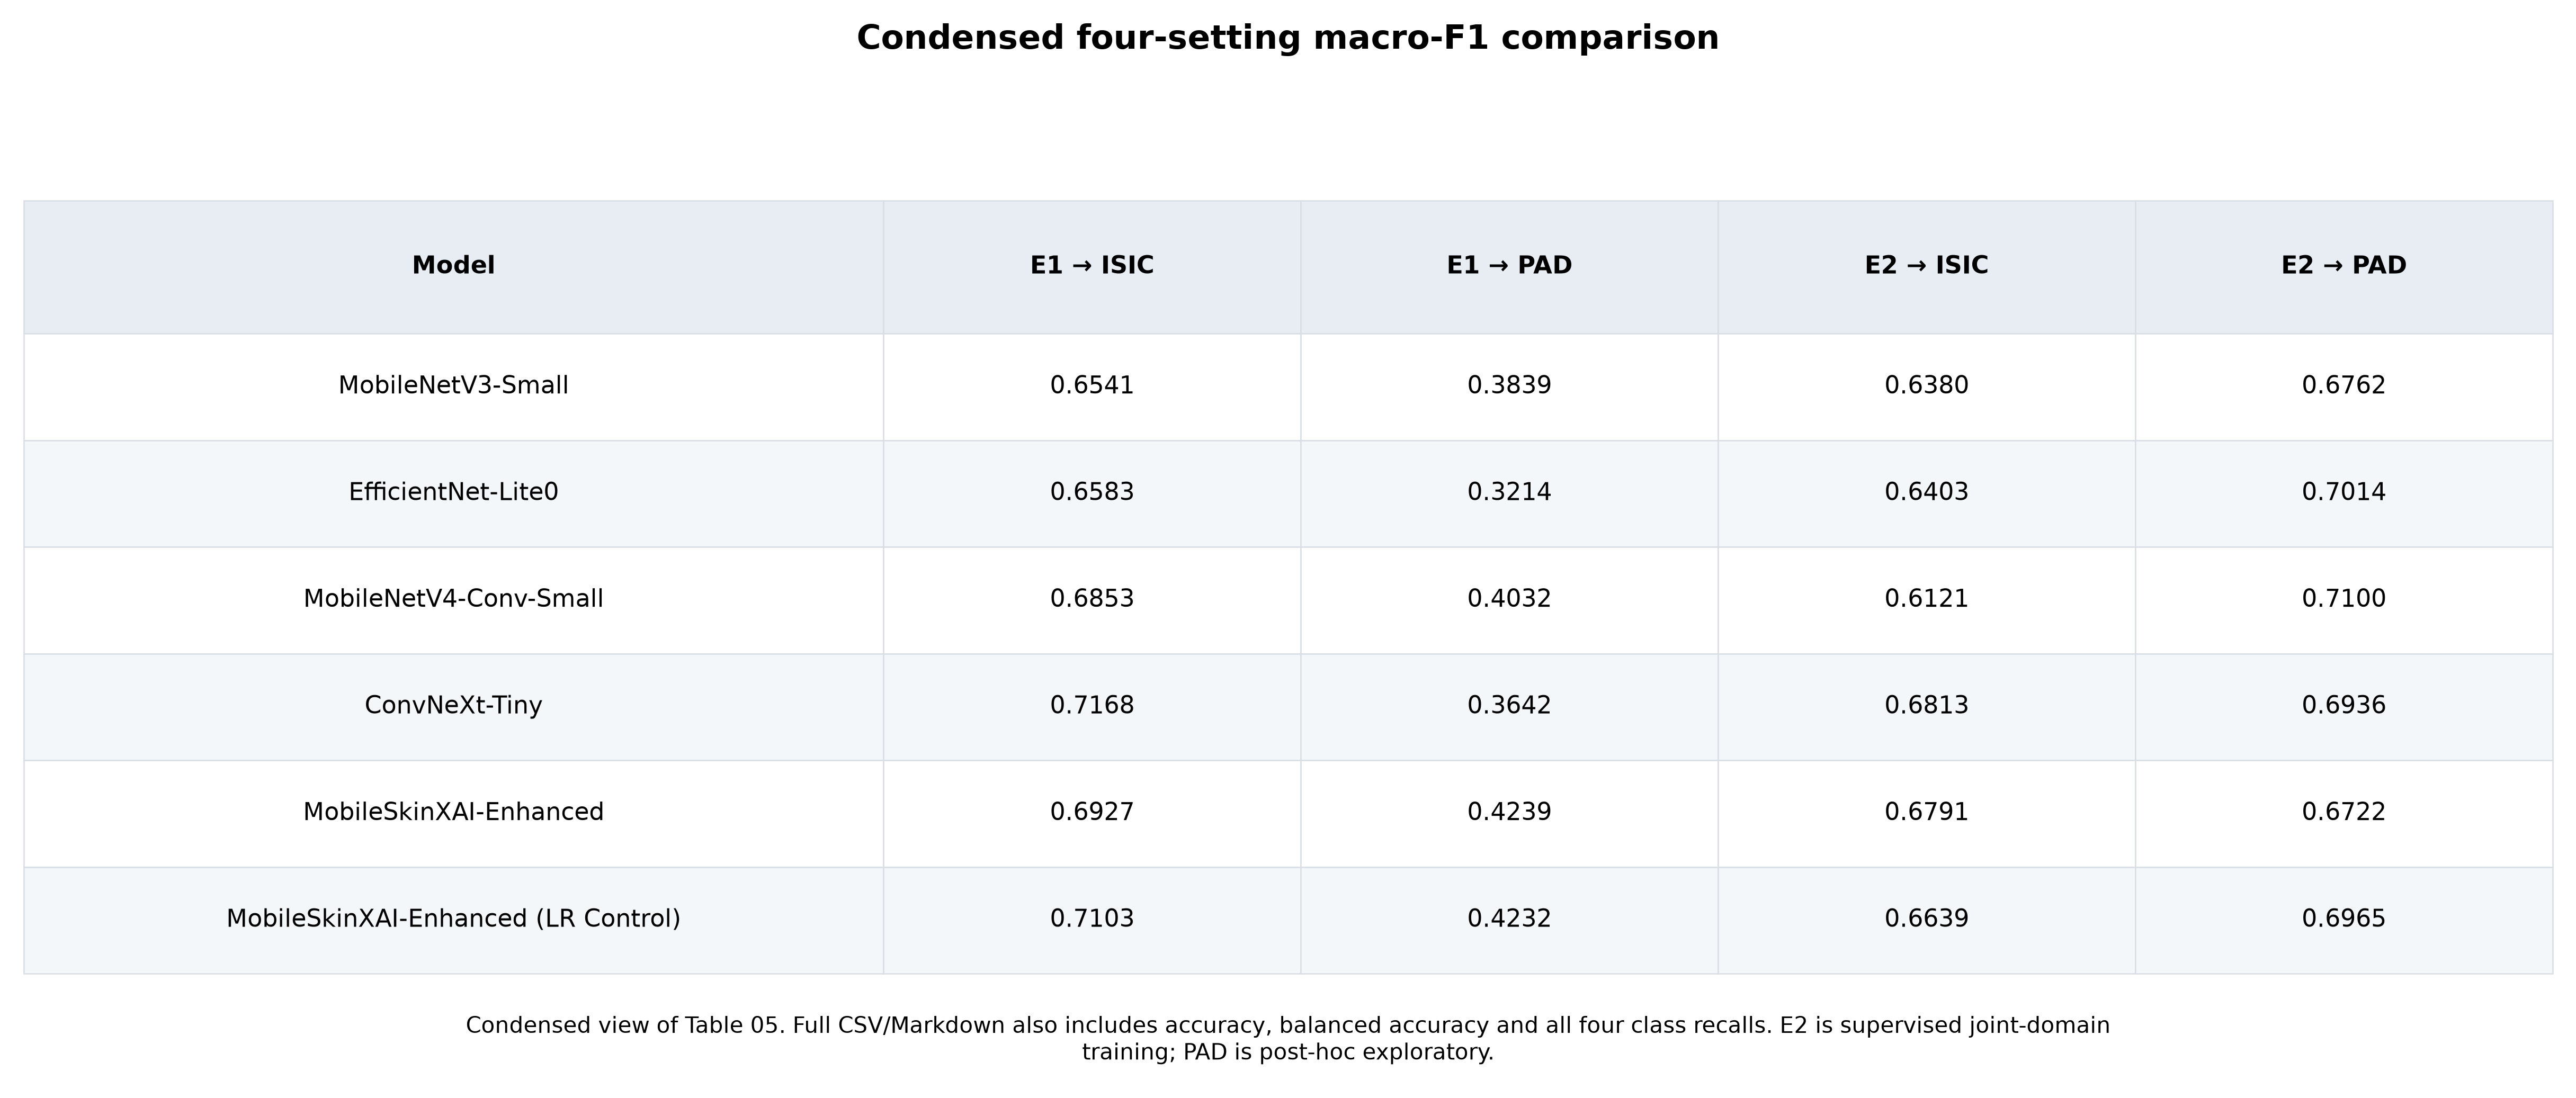 Condensed four-setting macro-F1 comparison
Model E1 → ISIC E1 → PAD E2 → ISIC E2 → PAD
MobileNetV3-Small 0.6541 0.3839 0.6380 0.6762
EfficientNet-Lite0 0.6583 0.3214 0.6403 0.7014
MobileNetV4-Conv-Small 0.6853 0.4032 0.6121 0.7100
ConvNeXt-Tiny 0.7168 0.3642 0.6813 0.6936
MobileSkinXAI-Enhanced 0.6927 0.4239 0.6791 0.6722
MobileSkinXAI-Enhanced (LR Control) 0.7103 0.4232 0.6639 0.6965
Condensed view of Table 05. Full CSV/Markdown also includes accuracy, balanced accuracy and all four class recalls. E2 is supervised joint-domain
training; PAD is post-hoc exploratory.